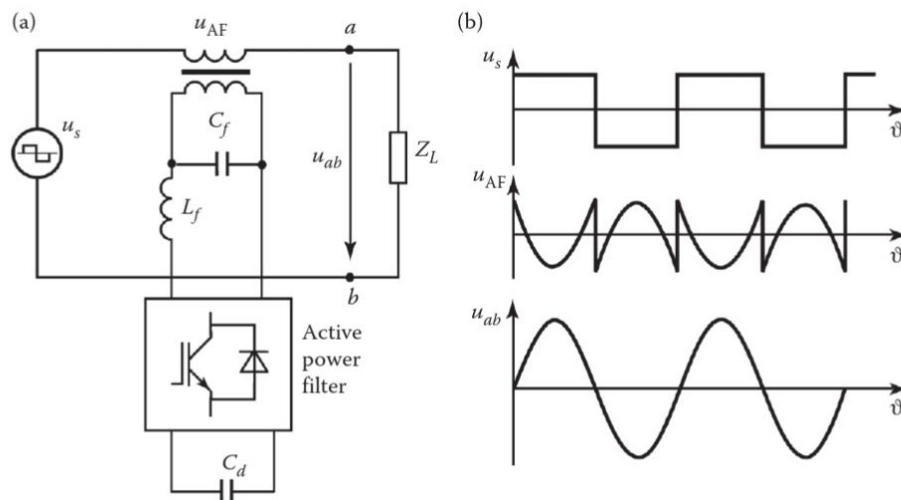 (a)
u_AF
a
C_f
u_s
u_ab
Z_L
L_f
b
Active
power
filter
C_d
(b)
u_s
ϑ
u_AF
ϑ
u_ab
ϑ